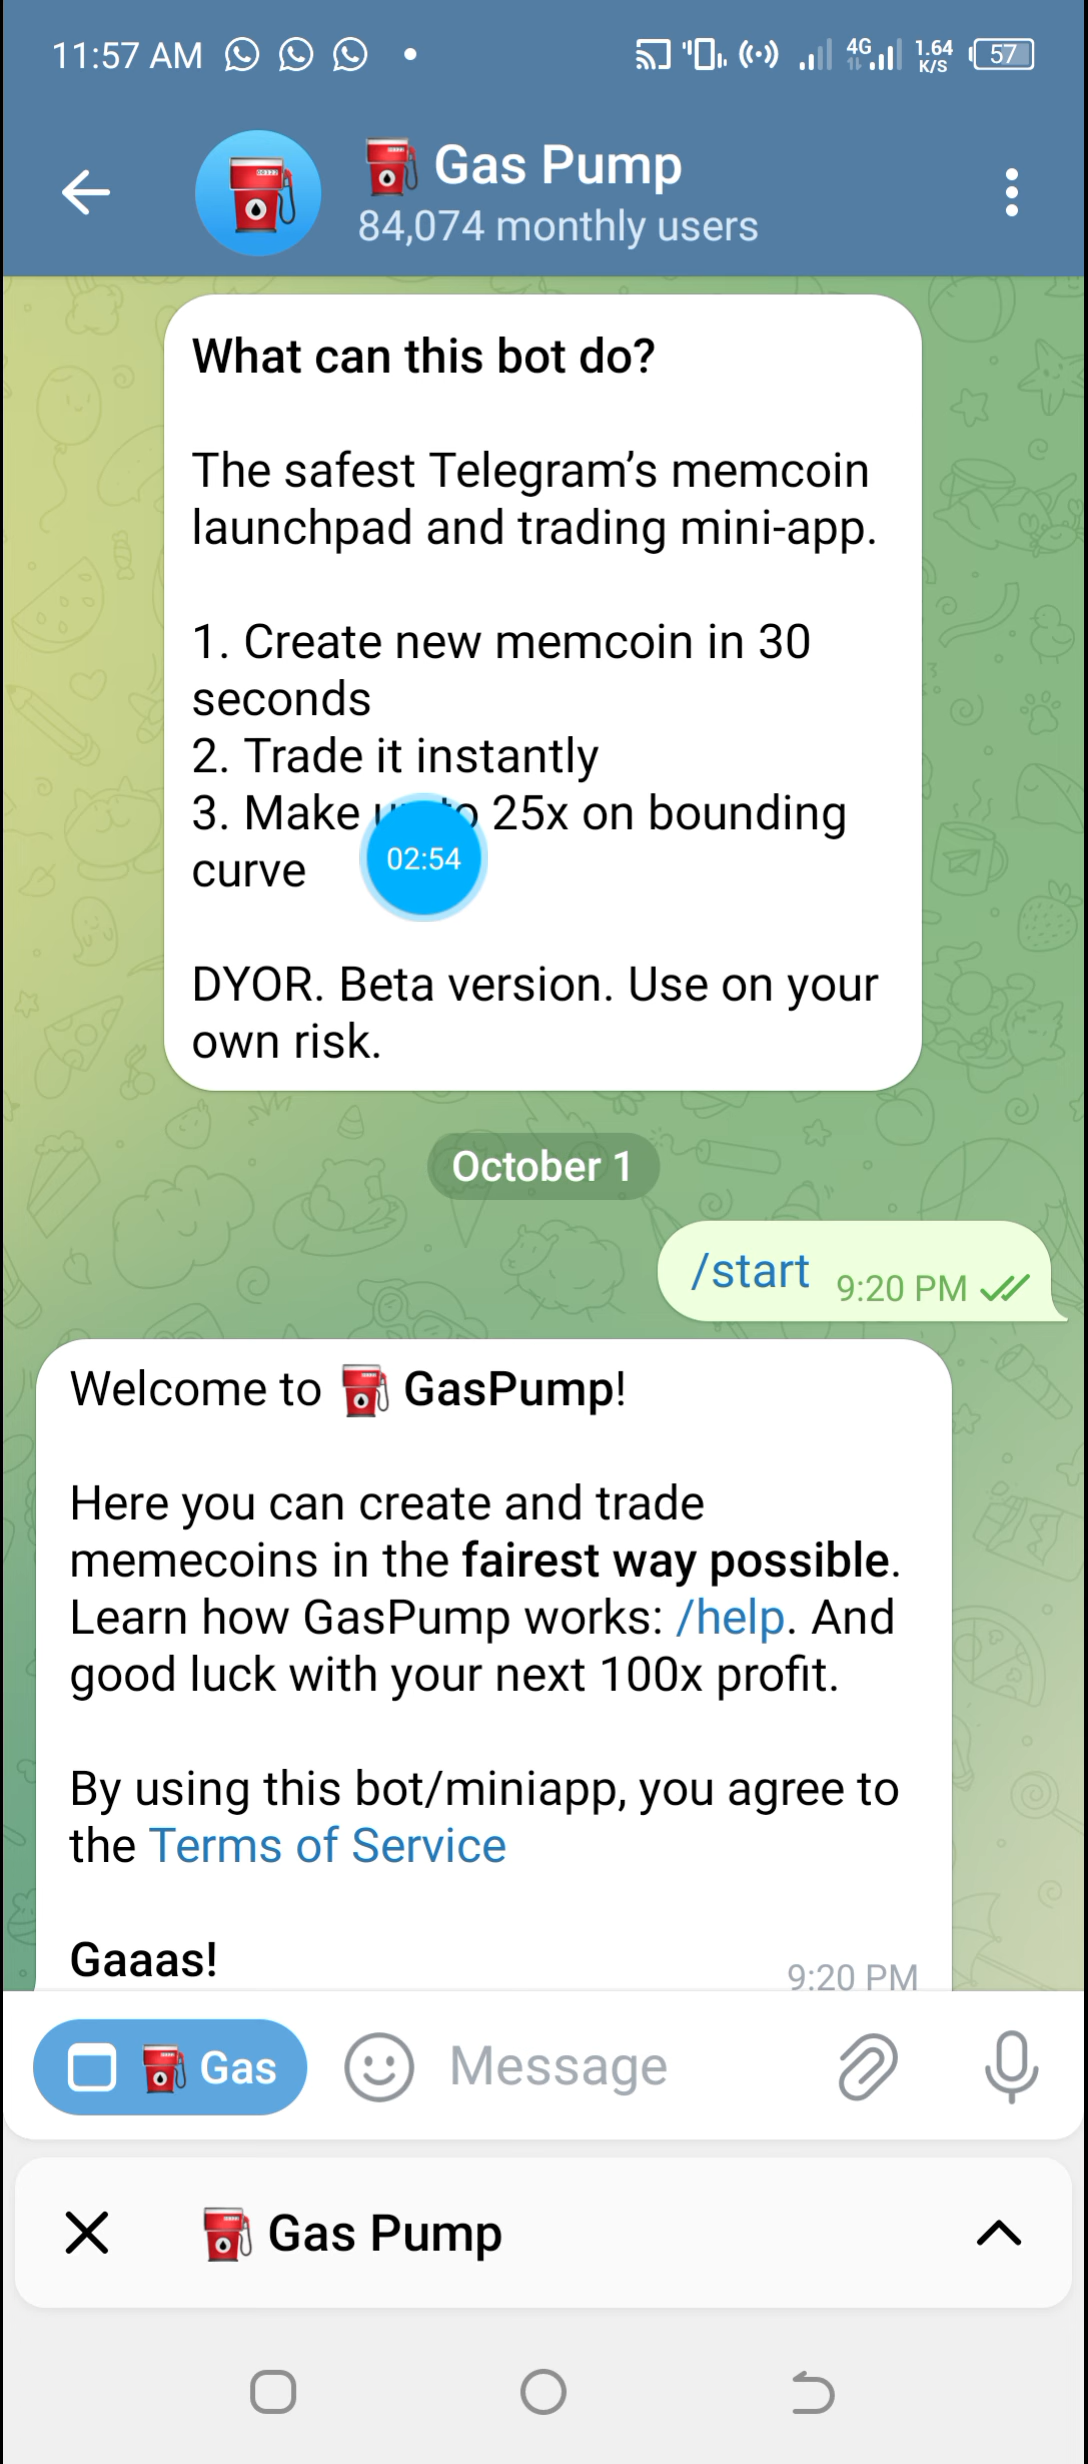 11:57 AM
4G
1.64
K/S
57
Gas Pump
84,074 monthly users
What can this bot do?
The safest Telegram’s memcoin
launchpad and trading mini-app.
1. Create new memcoin in 30
seconds
2. Trade it instantly
3. Make 25x on bounding
curve
02:54
DYOR. Beta version. Use on your
own risk.
October 1
/start 9:20 PM
Welcome to GasPump!
Here you can create and trade
memecoins in the fairest way possible.
Learn how GasPump works: /help. And
good luck with your next 100x profit.
By using this bot/miniapp, you agree to
the Terms of Service
Gaaas!
9:20 PM
Gas
Message
Gas Pump